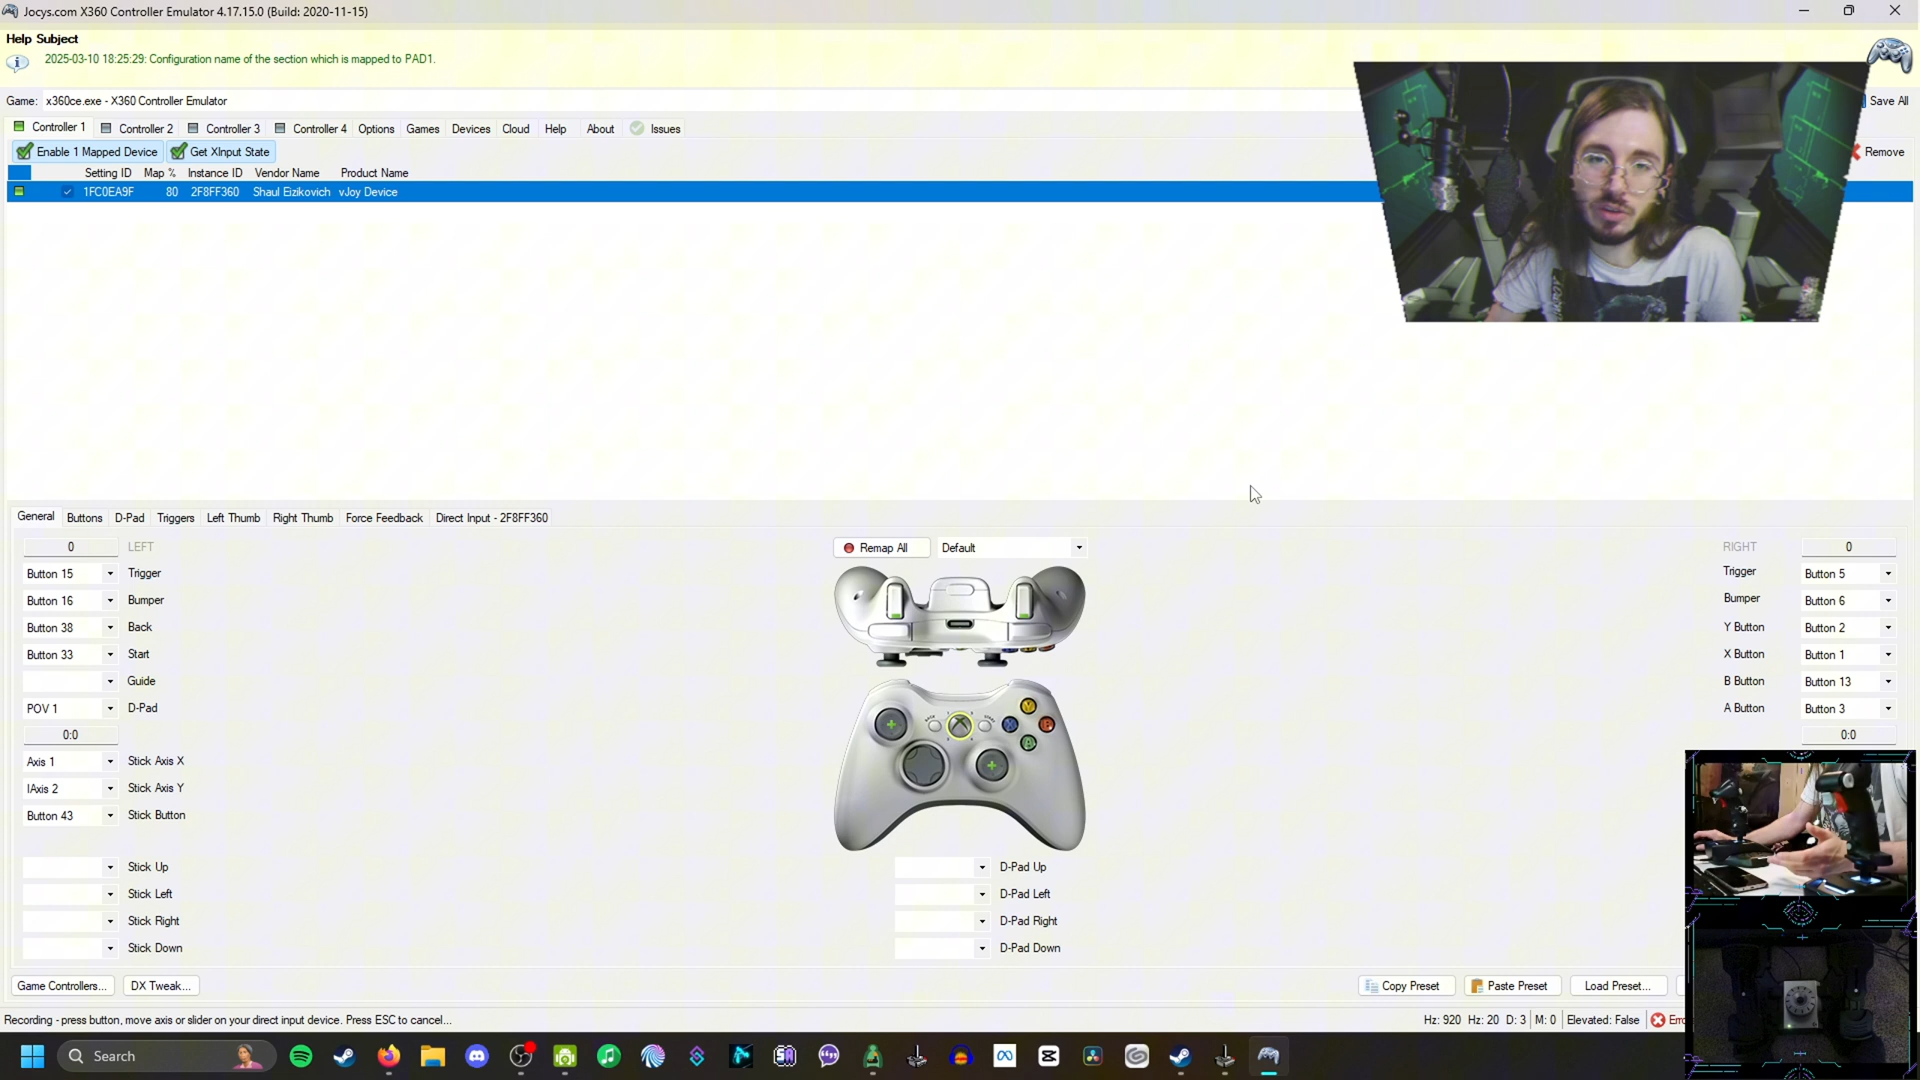 Jocys.com X360 Controller Emulator 4.17.15.0 (Build: 2020-11-15)
Help Subject
2025-03-10 18:25:29: Configuration name of the section which is mapped to PAD1.
Game: x360ce.exe - X360 Controller Emulator
Save All
Controller 1 Controller 2 Controller 3 Controller 4 Options Games Devices Cloud Help About Issues
Enable 1 Mapped Device Get XInput State Remove
Setting ID Map % Instance ID Vendor Name Product Name
1FC0EA9F 80 2F8FF360 Shaul Eizikovich vJoy Device
General Buttons D-Pad Triggers Left Thumb Right Thumb Force Feedback Direct Input - 2F8FF360
0 LEFT Remap All Default RIGHT 0
Button 15 Trigger Trigger Button 5
Button 16 Bumper Bumper Button 6
Button 38 Back Y Button Button 2
Button 33 Start X Button Button 1
Guide B Button Button 13
POV 1 D-Pad A Button Button 3
0:0 0:0
Axis 1 Stick Axis X
IAxis 2 Stick Axis Y
Button 43 Stick Button
Stick Up D-Pad Up
Stick Left D-Pad Left
Stick Right D-Pad Right
Stick Down D-Pad Down
Game Controllers... DX Tweak... Copy Preset Paste Preset Load Preset...
Recording - press button, move axis or slider on your direct input device. Press ESC to cancel... Hz: 920 Hz: 20 D: 3 M: 0 Elevated: False Erro
Search